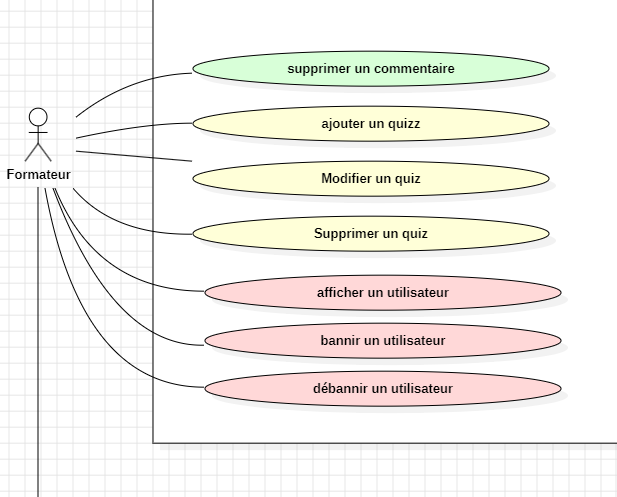 supprimer un commentaire
ajouter un quizz
Formateur
Modifier un quiz
Supprimer un quiz
afficher un utilisateur
bannir un utilisateur
débannir un utilisateur